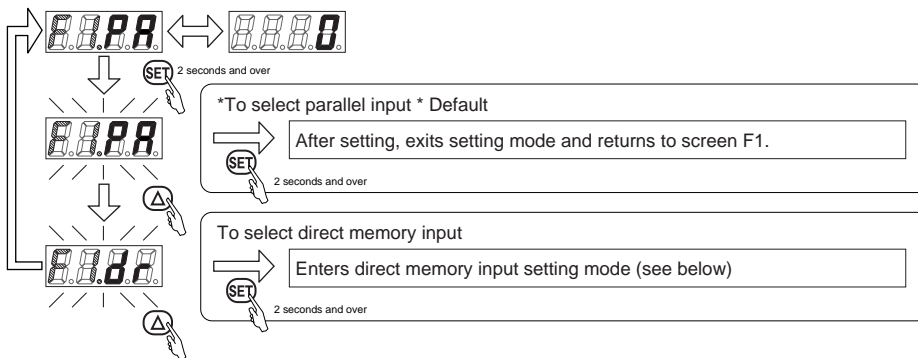 F1.PA 0
SET 2 seconds and over
*To select parallel input * Default
F1.PA
After setting, exits setting mode and returns to screen F1.
SET
2 seconds and over
To select direct memory input
F1.dr
Enters direct memory input setting mode (see below)
SET
2 seconds and over